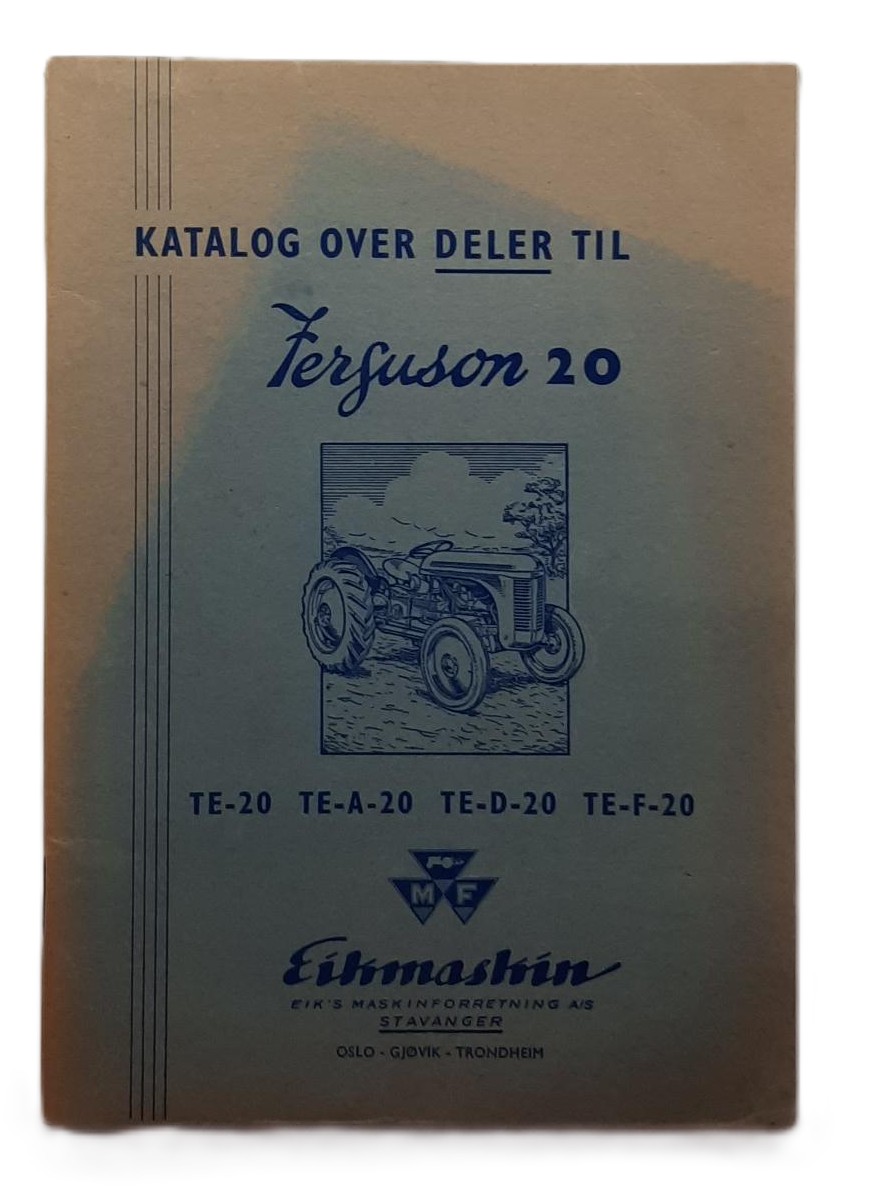 KATALOG OVER DELER TIL
Ferguson 20
TE-20 TE-A-20 TE-D-20 TE-F-20
M F
Eikmaskin
EIK'S MASKINFORRETNING A/S
STAVANGER
OSLO - GJØVIK - TRONDHEIM